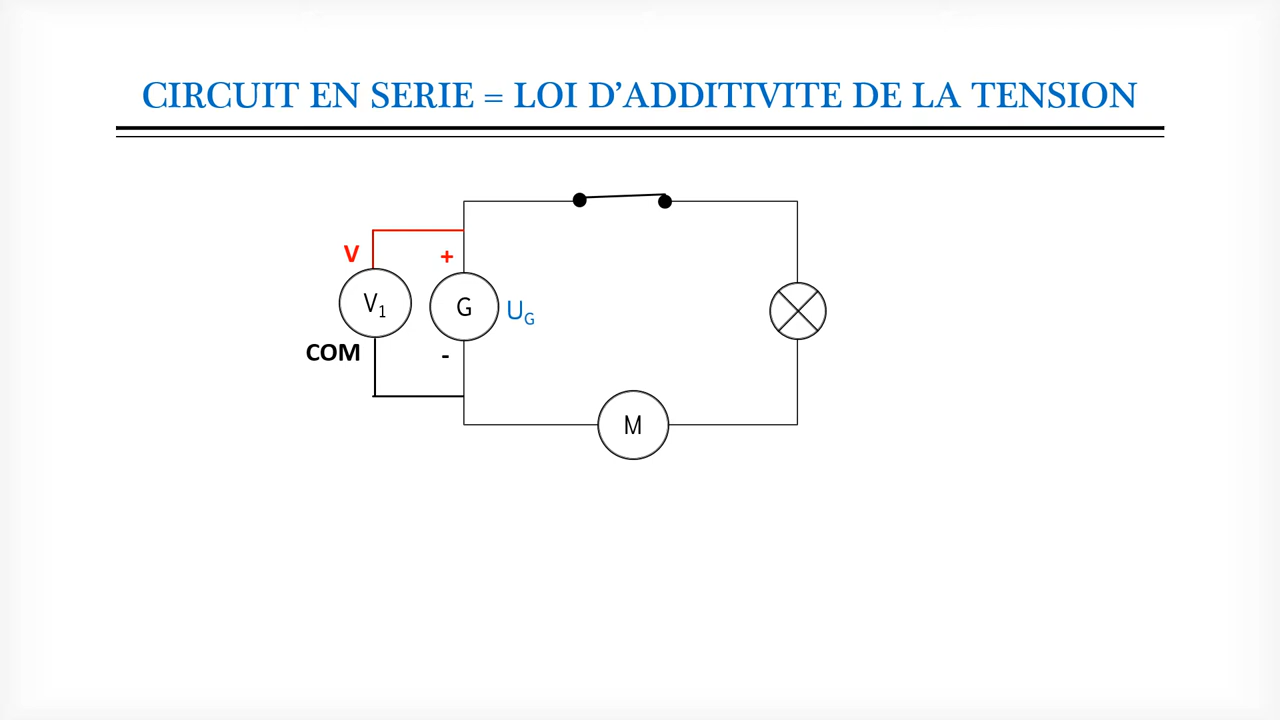 CIRCUIT EN SERIE = LOI D’ADDITIVITE DE LA TENSION
V
+
V1
G
UG
COM
-
M